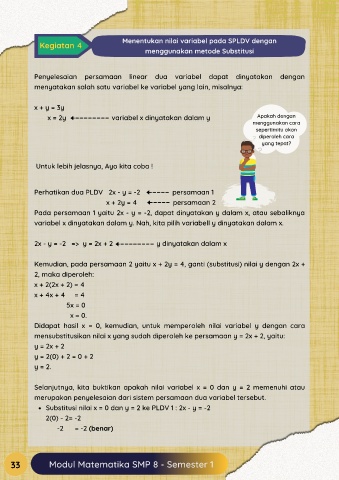 Kegiatan 4
Menentukan nilai variabel pada SPLDV dengan
menggunakan metode Substitusi
Penyelesaian persamaan linear dua variabel dapat dinyatakan dengan
menyatakan salah satu variabel ke variabel yang lain, misalnya:
x + y = 3y
x = 2y ←-------- variabel x dinyatakan dalam y
Apakah dengan
menggunakan cara
seperti mitu akan
diperoleh cara
yang tepat?
Untuk lebih jelasnya, Ayo kita coba !
Perhatikan dua PLDV 2x - y = -2 ←---- persamaan 1
x + 2y = 4 ←---- persamaan 2
Pada persamaan 1 yaitu 2x - y = -2, dapat dinyatakan y dalam x, atau sebaliknya
variabel x dinyatakan dalam y. Nah, kita pilih variabell y dinyatakan dalam x.
2x - y = -2 => y = 2x + 2 ←-------- y dinyatakan dalam x
Kemudian, pada persamaan 2 yaitu x + 2y = 4, ganti (substitusi) nilai y dengan 2x +
2, maka diperoleh:
x + 2(2x + 2) = 4
x + 4x + 4 = 4
5x = 0
x = 0.
Didapat hasil x = 0, kemudian, untuk memperoleh nilai variabel y dengan cara
mensubstitusikan nilai x yang sudah diperoleh ke persamaan y = 2x + 2, yaitu:
y = 2x + 2
y = 2(0) + 2 = 0 + 2
y = 2.
Selanjutnya, kita buktikan apakah nilai variabel x = 0 dan y = 2 memenuhi atau
merupakan penyelesaian dari sistem persamaan dua variabel tersebut.
• Substitusi nilai x = 0 dan y = 2 ke PLDV 1 : 2x - y = -2
2(0) - 2= -2
-2 = -2 (benar)
33
Modul Matematika SMP 8 - Semester 1